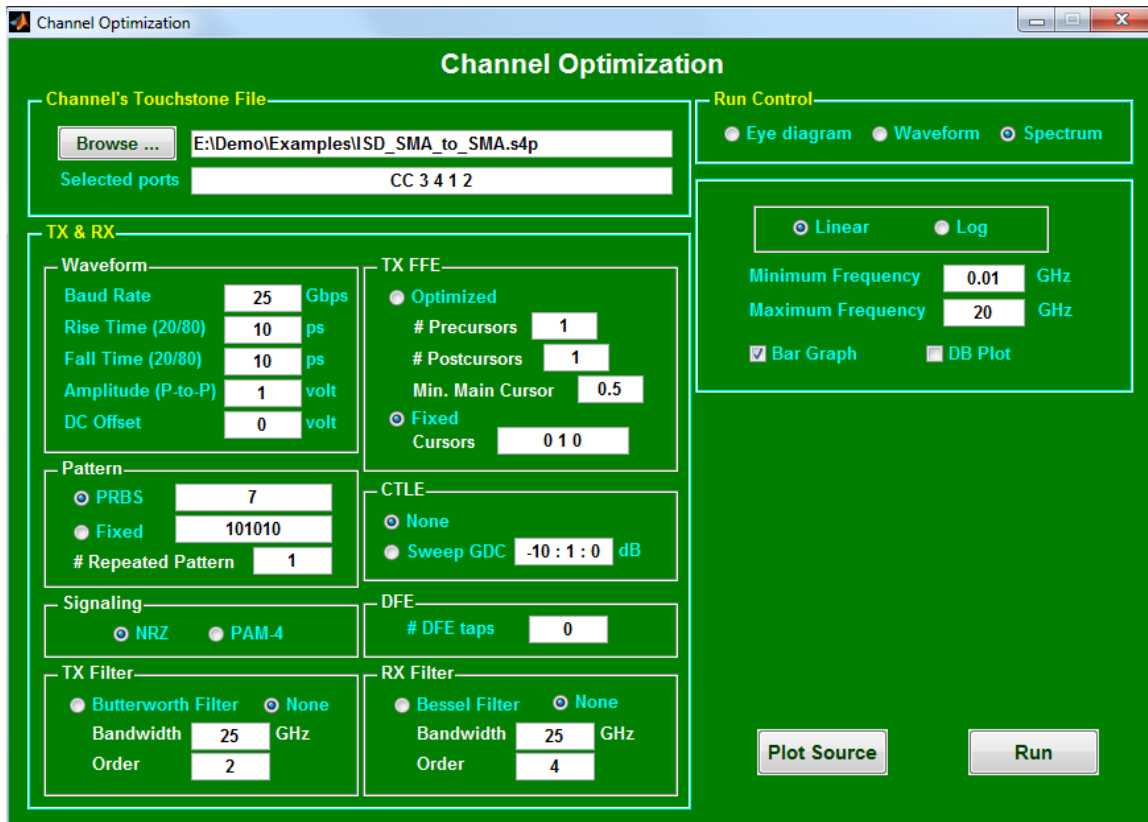 Channel Optimization
Channel Optimization
Channel's Touchstone File
Browse ... E:\Demo\Examples\ISD_SMA_to_SMA.s4p
Selected ports CC 3 4 1 2
TX & RX
Waveform
Baud Rate 25 Gbps
Rise Time (20/80) 10 ps
Fall Time (20/80) 10 ps
Amplitude (P-to-P) 1 volt
DC Offset 0 volt
Pattern
PRBS 7
Fixed 101010
# Repeated Pattern 1
Signaling
NRZ PAM-4
TX Filter
Butterworth Filter None
Bandwidth 25 GHz
Order 2
TX FFE
Optimized
# Precursors 1
# Postcursors 1
Min. Main Cursor 0.5
Fixed
Cursors 0 1 0
CTLE
None
Sweep GDC -10 : 1 : 0 dB
DFE
# DFE taps 0
RX Filter
Bessel Filter None
Bandwidth 25 GHz
Order 4
Run Control
Eye diagram Waveform Spectrum
Linear Log
Minimum Frequency 0.01 GHz
Maximum Frequency 20 GHz
Bar Graph DB Plot
Plot Source Run